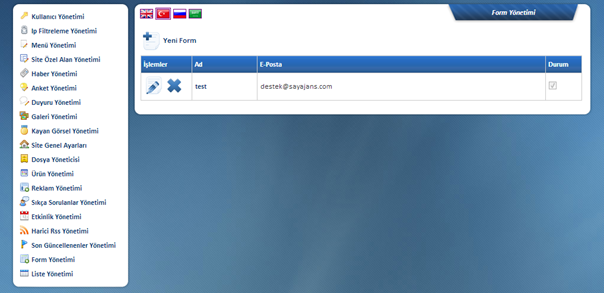 Kullanıcı Yönetimi
Ip Filtreleme Yönetimi
Menü Yönetimi
Site Özel Alan Yönetimi
Haber Yönetimi
Anket Yönetimi
Duyuru Yönetimi
Galeri Yönetimi
Kayan Görsel Yönetimi
Site Genel Ayarları
Dosya Yöneticisi
Ürün Yönetimi
Reklam Yönetimi
Sıkça Sorulanlar Yönetimi
Etkinlik Yönetimi
Harici Rss Yönetimi
Son Güncellenenler Yönetimi
Form Yönetimi
Liste Yönetimi
Form Yönetimi
Yeni Form
İşlemler Ad E-Posta Durum
test destek@sayajans.com